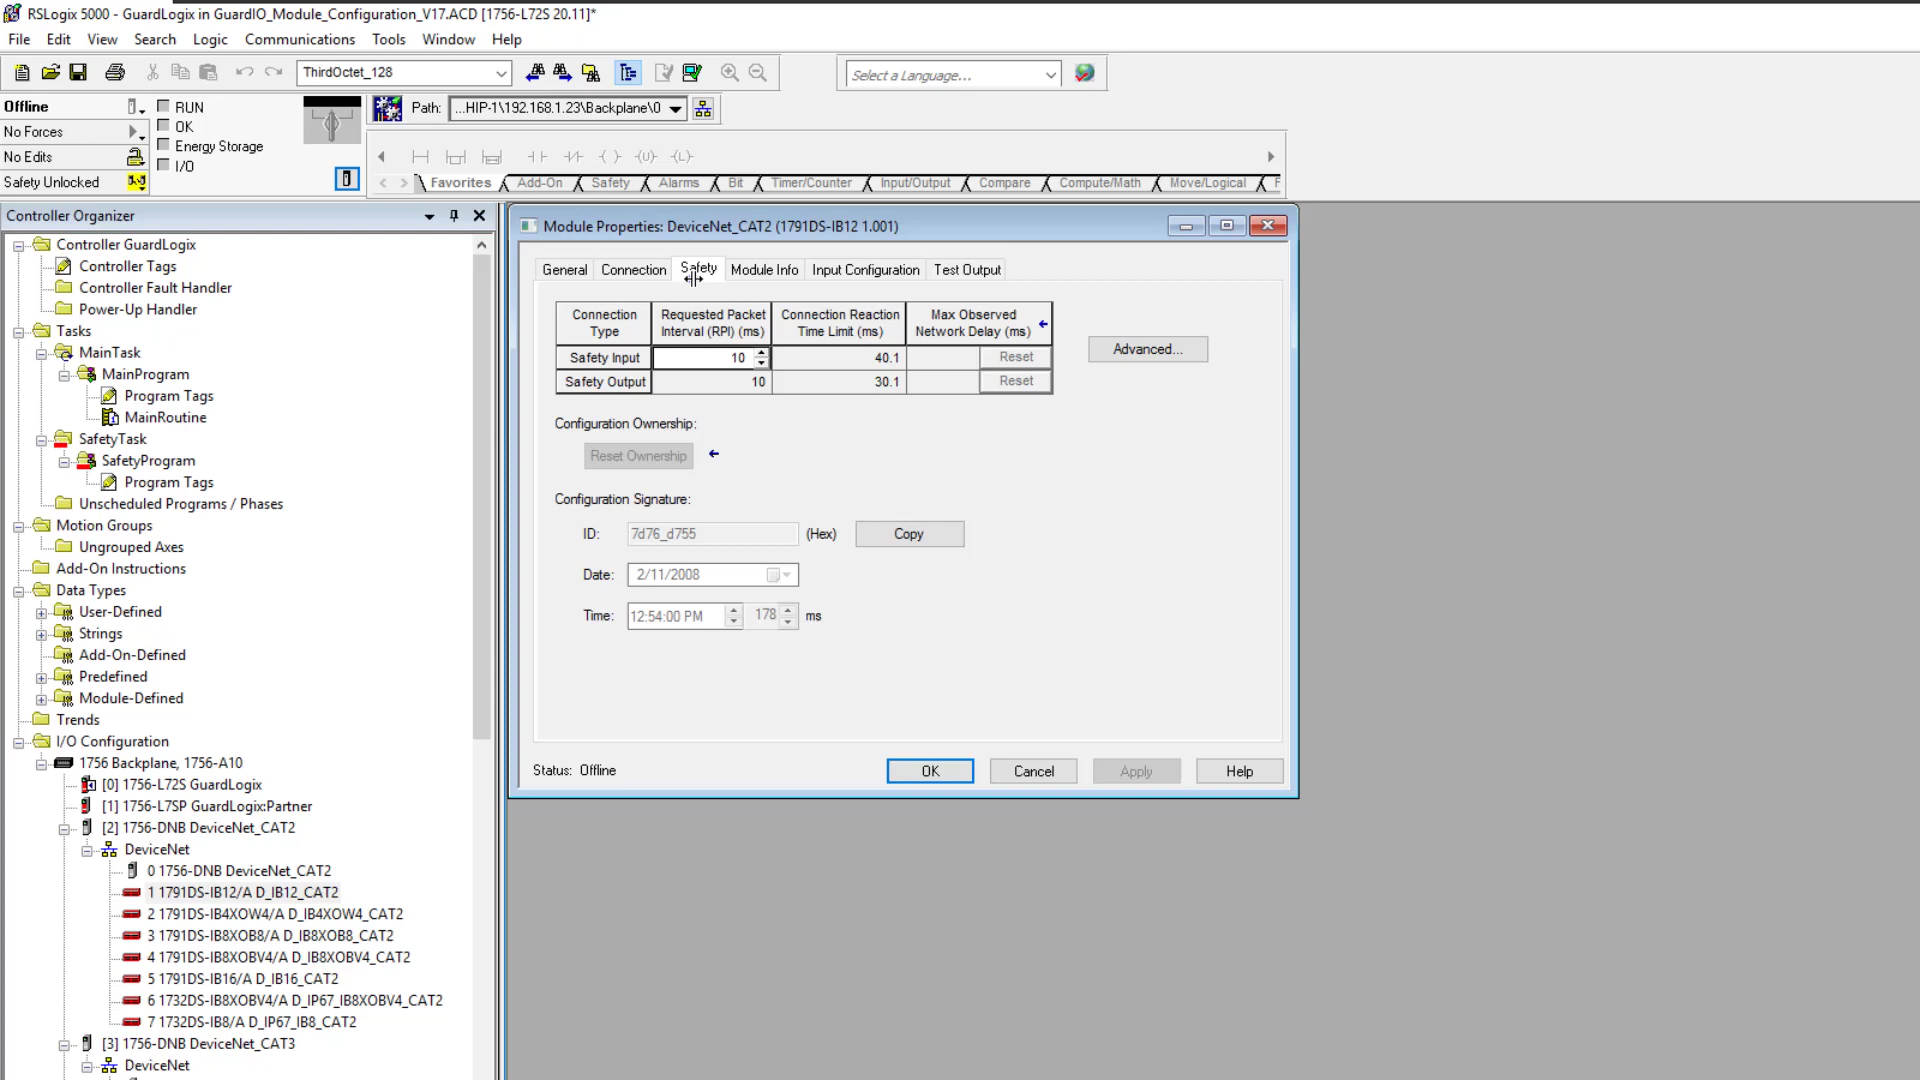 RSLogix 5000 - GuardLogix in GuardIO_Module_Configuration_V17.ACD [1756-L72S 20.11]*
File Edit View Search Logic Communications Tools Window Help
ThirdOctet_128
Select a Language...
Offline
RUN
Path: ...HIP-1\192.168.1.23\Backplane\0
No Forces
OK
No Edits
Energy Storage
Safety Unlocked
I/O
Favorites Add-On Safety Alarms Bit Timer/Counter Input/Output Compare Compute/Math Move/Logical F
Controller Organizer
Controller GuardLogix
Controller Tags
Controller Fault Handler
Power-Up Handler
Tasks
MainTask
MainProgram
Program Tags
MainRoutine
SafetyTask
SafetyProgram
Program Tags
Unscheduled Programs / Phases
Motion Groups
Ungrouped Axes
Add-On Instructions
Data Types
User-Defined
Strings
Add-On-Defined
Predefined
Module-Defined
Trends
I/O Configuration
1756 Backplane, 1756-A10
[0] 1756-L72S GuardLogix
[1] 1756-L7SP GuardLogix:Partner
[2] 1756-DNB DeviceNet_CAT2
DeviceNet
0 1756-DNB DeviceNet_CAT2
1 1791DS-IB12/A D_IB12_CAT2
2 1791DS-IB4XOW4/A D_IB4XOW4_CAT2
3 1791DS-IB8XOB8/A D_IB8XOB8_CAT2
4 1791DS-IB8XOBV4/A D_IB8XOBV4_CAT2
5 1791DS-IB16/A D_IB16_CAT2
6 1732DS-IB8XOBV4/A D_IP67_IB8XOBV4_CAT2
7 1732DS-IB8/A D_IP67_IB8_CAT2
[3] 1756-DNB DeviceNet_CAT3
DeviceNet
Module Properties: DeviceNet_CAT2 (1791DS-IB12 1.001)
General Connection Safety Module Info Input Configuration Test Output
Connection Type
Requested Packet Interval (RPI) (ms)
Connection Reaction Time Limit (ms)
Max Observed Network Delay (ms)
Advanced...
Safety Input 10 40.1 Reset
Safety Output 10 30.1 Reset
Configuration Ownership:
Reset Ownership
Configuration Signature:
ID: 7d76_d755 (Hex) Copy
Date: 2/11/2008
Time: 12:54:00 PM 178 ms
Status: Offline
OK Cancel Apply Help